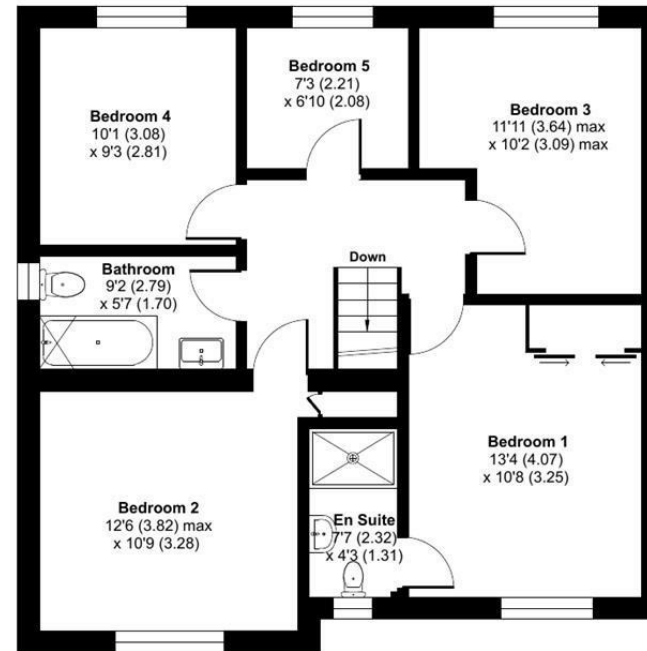 Bedroom 4
10'1 (3.08)
x 9'3 (2.81)
Bedroom 5
7'3 (2.21)
x 6'10 (2.08)
Bedroom 3
11'11 (3.64) max
x 10'2 (3.09) max
Bathroom
9'2 (2.79)
x 5'7 (1.70)
Down
Bedroom 2
12'6 (3.82) max
x 10'9 (3.28)
En Suite
7'7 (2.32)
x 4'3 (1.31)
Bedroom 1
13'4 (4.07)
x 10'8 (3.25)